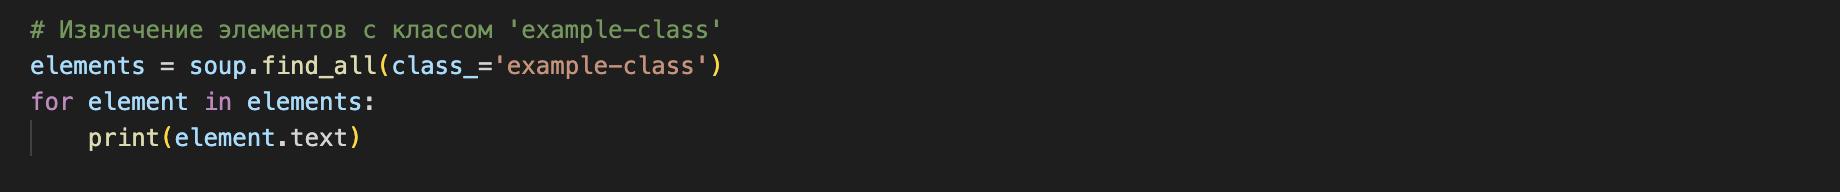 # Извлечение элементов с классом 'example-class'
elements = soup.find_all(class_='example-class')
for element in elements:
    print(element.text)